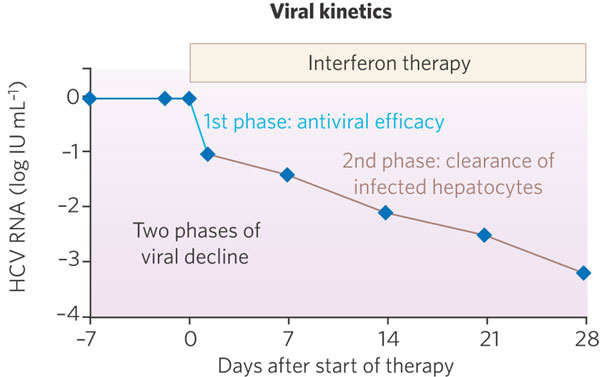 Viral kinetics
Interferon therapy
HCV RNA (log IU mL⁻¹)
0
–1
–2
–3
–4
1st phase: antiviral efficacy
2nd phase: clearance of
infected hepatocytes
Two phases of
viral decline
–7
0
7
14
21
28
Days after start of therapy